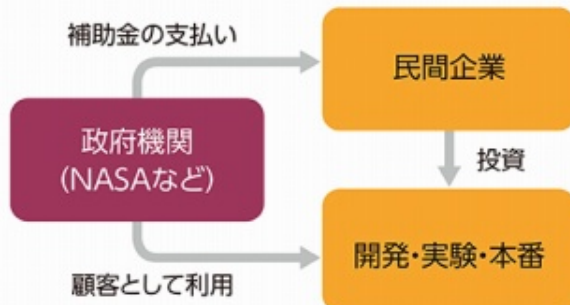 補助金の支払い
民間企業
政府機関
(NASAなど)
投資
開発・実験・本番
顧客として利用